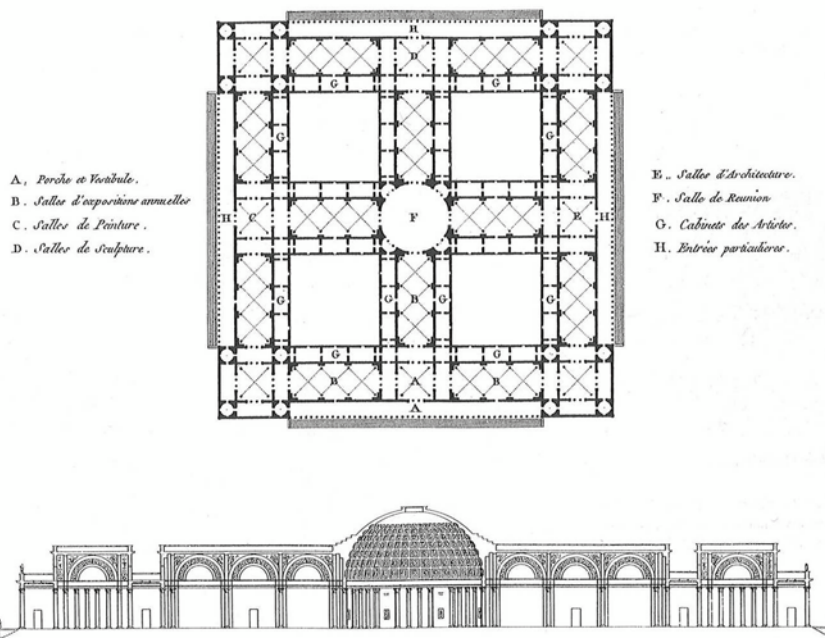 A, Porche et Vestibule.
B. Salles d'expositions annuelles
C. Salles de Peinture.
D. Salles de Sculpture.
H
D
G G
G G
H C F E H
G G B G G
G G
B A B
A
E.. Salles d'Architecture.
F. Salle de Reunion
G. Cabinets des Artistes.
H. Entrées particulieres.